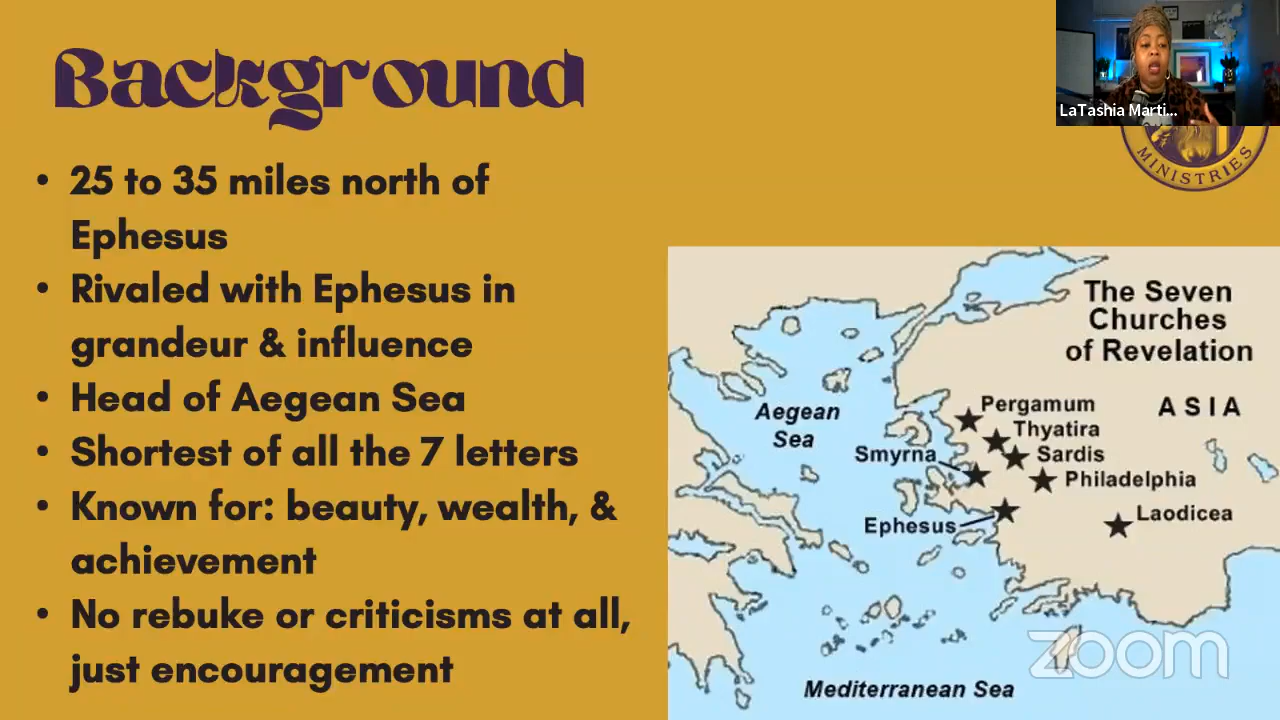 Background
LaTashia Marti...
MINISTRIES
• 25 to 35 miles north of
Ephesus
• Rivaled with Ephesus in
grandeur & influence
• Head of Aegean Sea
• Shortest of all the 7 letters
• Known for: beauty, wealth, &
achievement
• No rebuke or criticisms at all,
just encouragement
The Seven
Churches
of Revelation
Pergamum
ASIA
Aegean
Sea
Thyatira
Smyrna
Sardis
Philadelphia
Ephesus
Laodicea
zoom
Mediterranean Sea